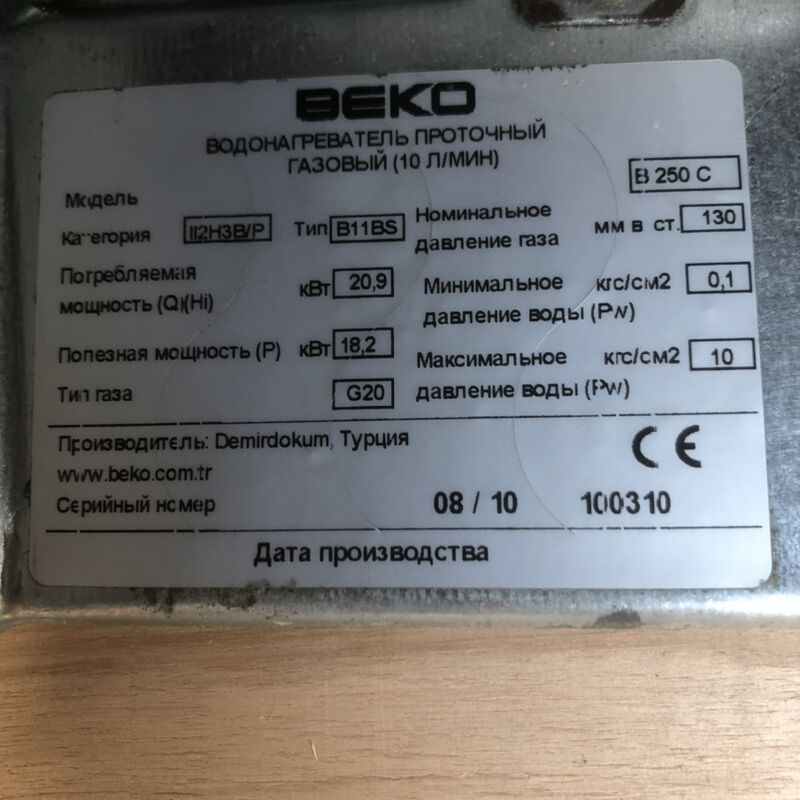 BEKO
ВОДОНАГРЕВАТЕЛЬ ПРОТОЧНЫЙ
ГАЗОВЫЙ (10 Л/МИН)
Модель B 250 C
Категория II2H3B/P Тип B11BS Номинальное давление газа мм в ст. 130
Потребляемая мощность (Q)(Hi) кВт 20,9 Минимальное давление воды (Pw) кгс/см2 0,1
Полезная мощность (P) кВт 18,2 Максимальное давление воды (Pw) кгс/см2 10
Тип газа G20
Производитель: Demirdokum, Турция
www.beko.com.tr
Серийный номер 08 / 10 100310
Дата производства
CE